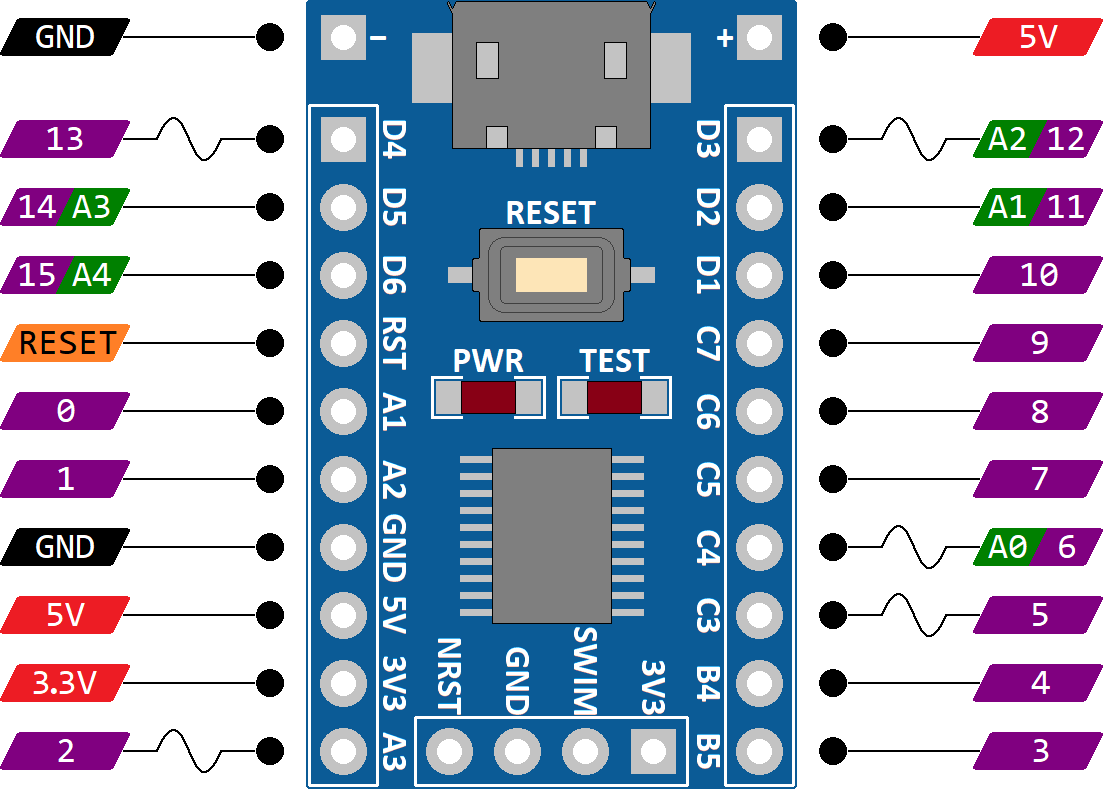 GND - + 5V
13 D4 D3 A2 12
14 A3 D5 D2 A1 11
RESET
15 A4 D6 D1 10
RESET RST C7 9
PWR TEST
0 A1 C6 8
1 A2 C5 7
GND GND C4 A0 6
5V 5V C3 5
NRST GND SWIM 3V3
3.3V 3V3 B4 4
2 A3 B5 3